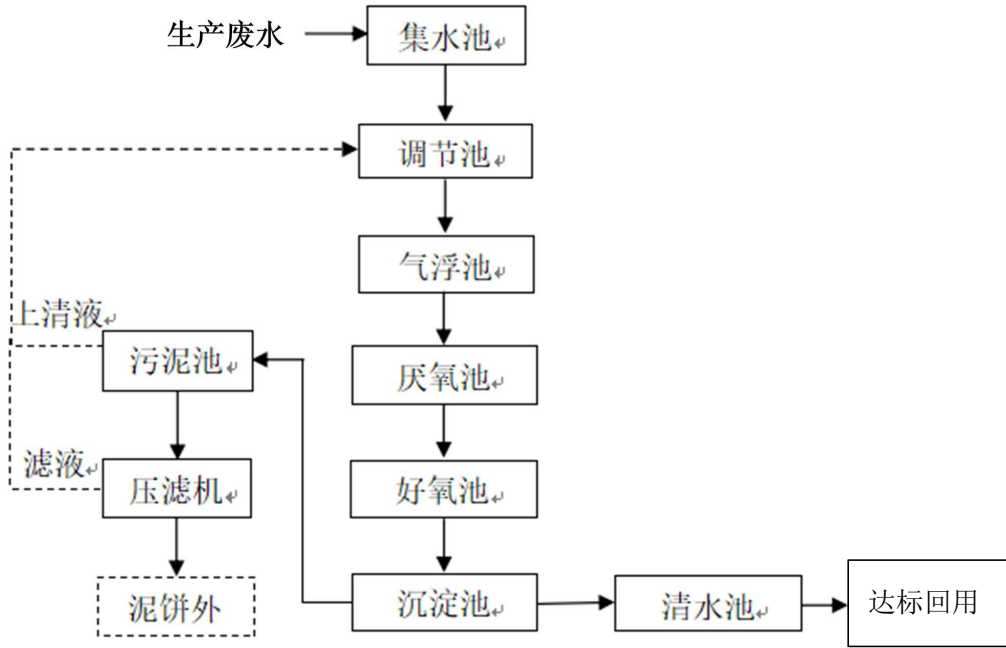 生产废水
集水池
调节池
气浮池
上清液
污泥池
厌氧池
滤液
压滤机
好氧池
泥饼外
沉淀池
清水池
达标回用